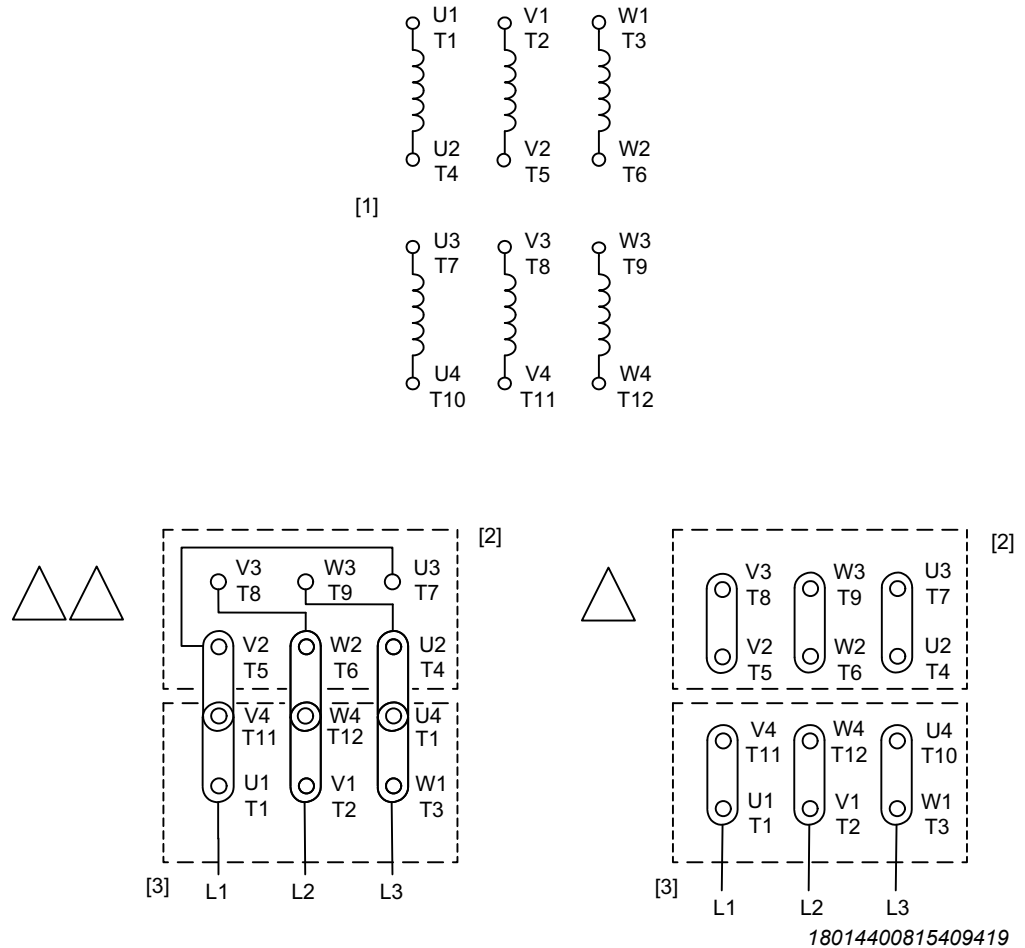 U1 V1 W1
T1 T2 T3
U2 V2 W2
T4 T5 T6
[1]
U3 V3 W3
T7 T8 T9
U4 V4 W4
T10 T11 T12
[2]
V3 W3 U3
T8 T9 T7
V2 W2 U2
T5 T6 T4
V4 W4 U4
T11 T12 T1
U1 V1 W1
T1 T2 T3
[3]
L1 L2 L3
[2]
V3 W3 U3
T8 T9 T7
V2 W2 U2
T5 T6 T4
V4 W4 U4
T11 T12 T10
U1 V1 W1
T1 T2 T3
[3]
L1 L2 L3
18014400815409419